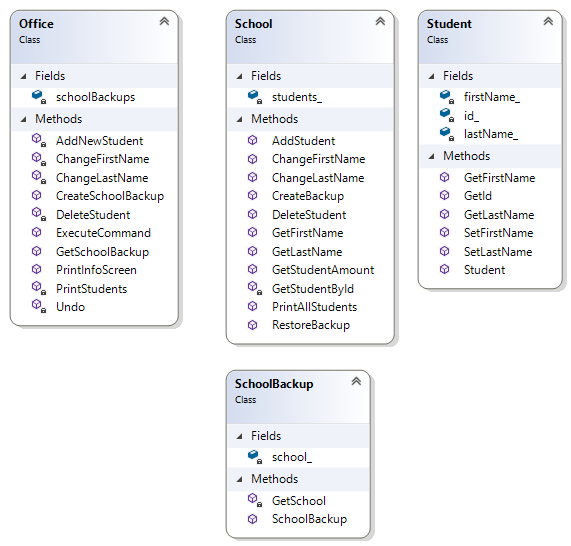 Office
Class
Fields
schoolBackups
Methods
AddNewStudent
ChangeFirstName
ChangeLastName
CreateSchoolBackup
DeleteStudent
ExecuteCommand
GetSchoolBackup
PrintInfoScreen
PrintStudents
Undo
School
Class
Fields
students_
Methods
AddStudent
ChangeFirstName
ChangeLastName
CreateBackup
DeleteStudent
GetFirstName
GetLastName
GetStudentAmount
GetStudentById
PrintAllStudents
RestoreBackup
Student
Class
Fields
firstName_
id_
lastName_
Methods
GetFirstName
GetId
GetLastName
SetFirstName
SetLastName
Student
SchoolBackup
Class
Fields
school_
Methods
GetSchool
SchoolBackup